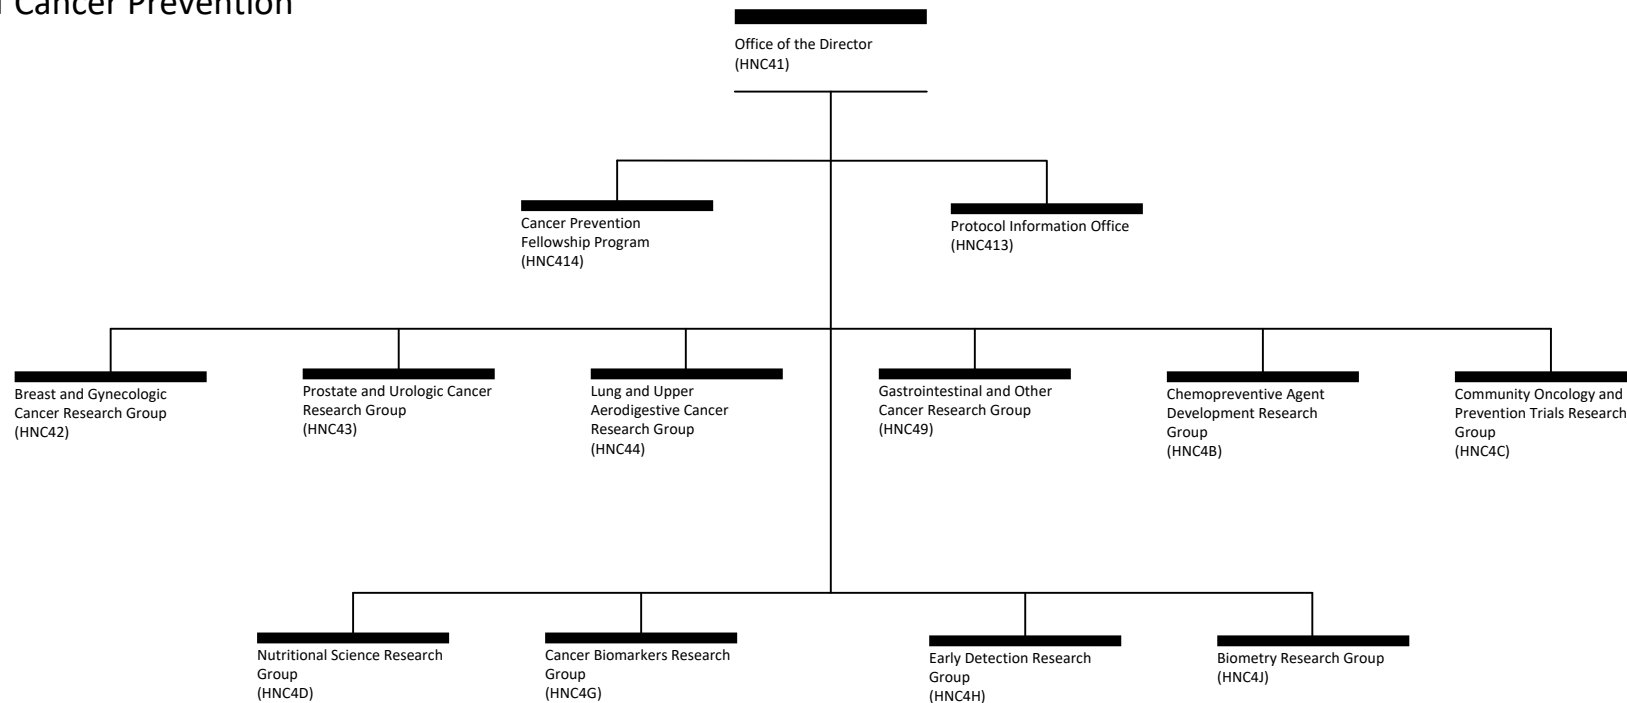 Cancer Prevention
Office of the Director
(HNC41)
Cancer Prevention
Fellowship Program
(HNC414)
Protocol Information Office
(HNC413)
Breast and Gynecologic
Cancer Research Group
(HNC42)
Prostate and Urologic Cancer
Research Group
(HNC43)
Lung and Upper
Aerodigestive Cancer
Research Group
(HNC44)
Gastrointestinal and Other
Cancer Research Group
(HNC49)
Chemopreventive Agent
Development Research
Group
(HNC4B)
Community Oncology and
Prevention Trials Research
Group
(HNC4C)
Nutritional Science Research
Group
(HNC4D)
Cancer Biomarkers Research
Group
(HNC4G)
Early Detection Research
Group
(HNC4H)
Biometry Research Group
(HNC4J)